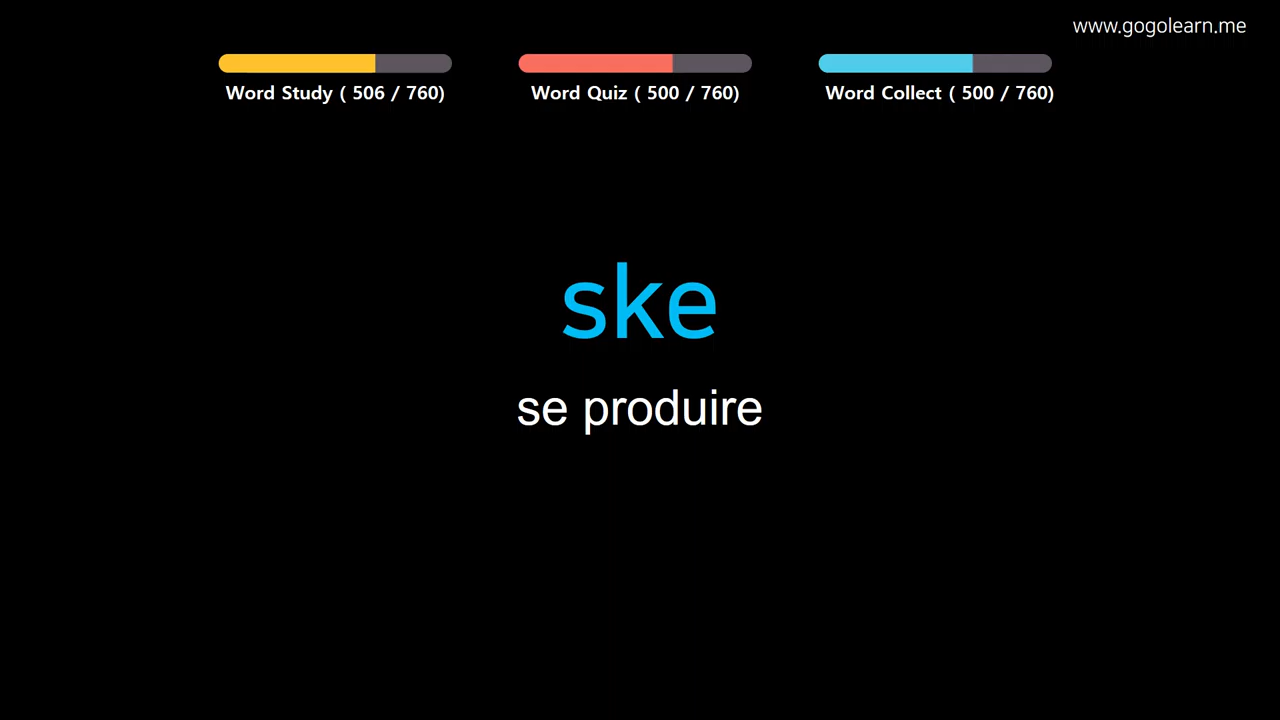 www.gogolearn.me
Word Study ( 506 / 760)
Word Quiz ( 500 / 760)
Word Collect ( 500 / 760)
ske
se produire